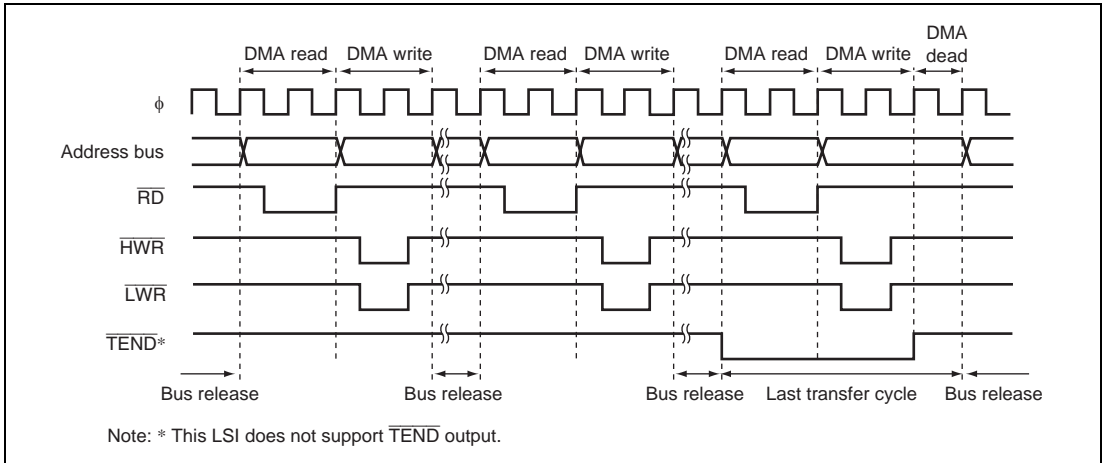 DMA read DMA write DMA read DMA write DMA read DMA write DMA dead
ϕ
Address bus
RD
HWR
LWR
TEND*
Bus release Bus release Bus release Last transfer cycle Bus release
Note: * This LSI does not support TEND output.